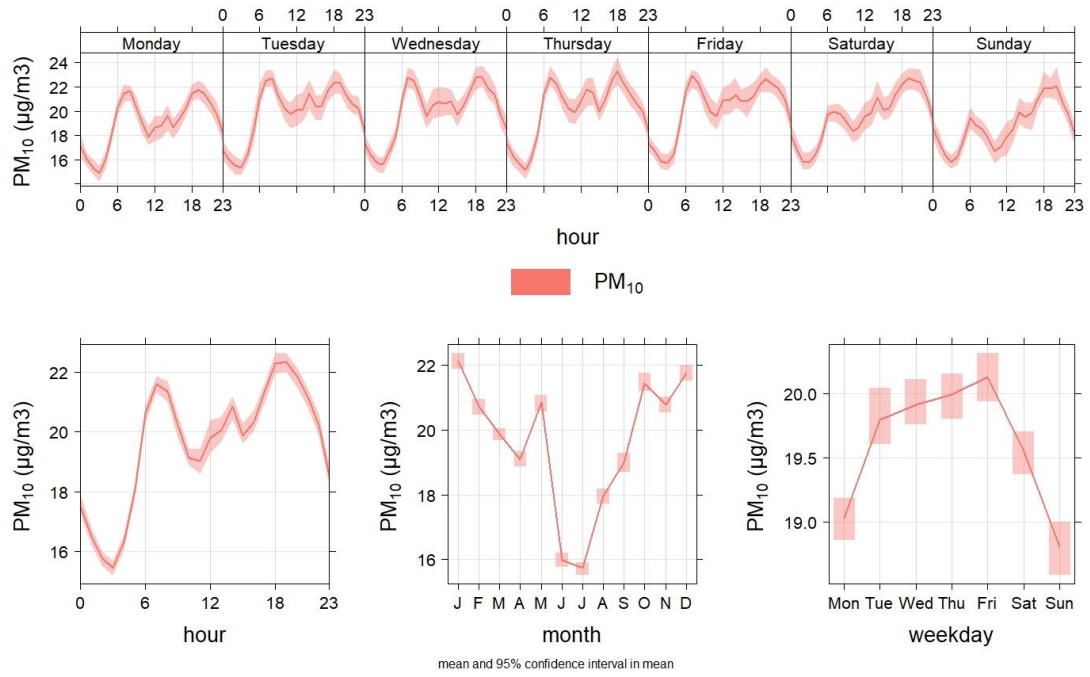 0 6 12 18 23 0 6 12 18 23 0 6 12 18 23
Monday Tuesday Wednesday Thursday Friday Saturday Sunday
PM10 (µg/m3)
24
22
20
18
16
0 6 12 18 23 0 6 12 18 23 0 6 12 18 23 0 6 12 18 23
hour
PM10
PM10 (µg/m3)
22
20
18
16
0 6 12 18 23
hour
PM10 (µg/m3)
22
20
18
16
J F M A M J J A S O N D
month
PM10 (µg/m3)
20.0
19.5
19.0
Mon Tue Wed Thu Fri Sat Sun
weekday
mean and 95% confidence interval in mean